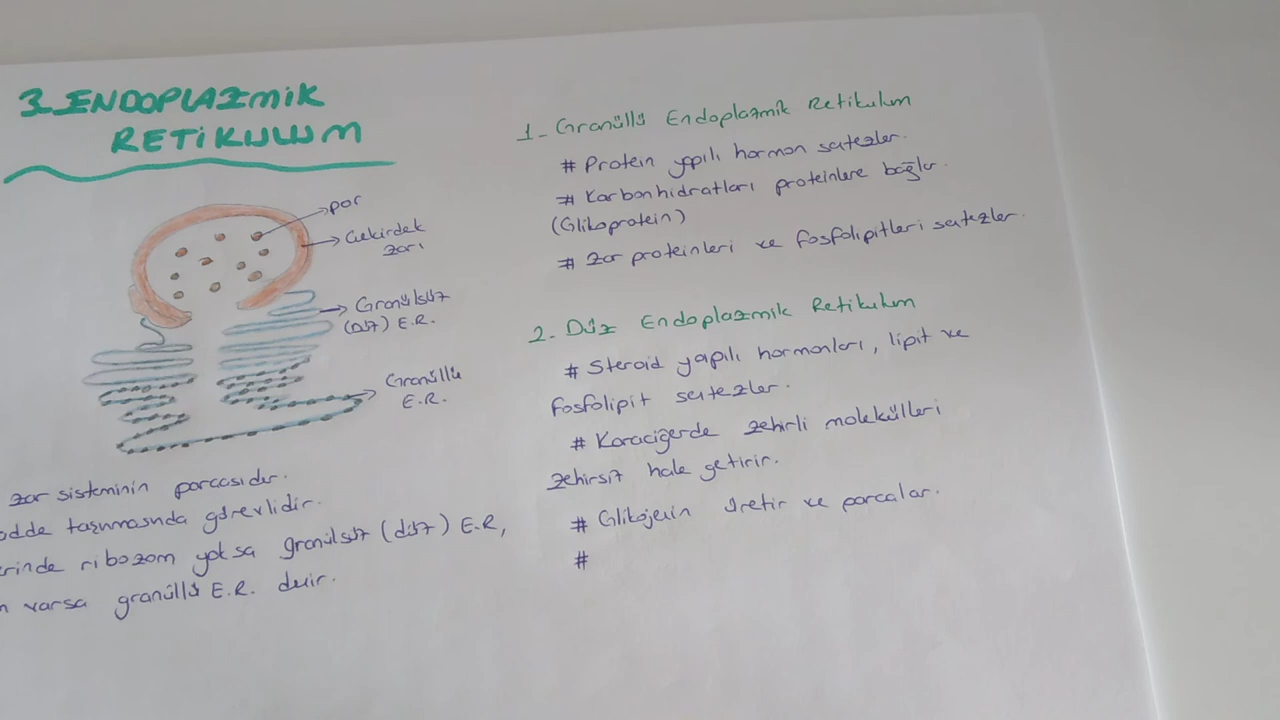 3. ENDOPLAZMİK
RETİKULUM
por
Çekirdek
zarı
Granülsüz
(Düz) E.R.
Granüllü
E.R.
zar sisteminin parçasıdır.
taşınmasında görevlidir.
ribozom yoksa granülsüz (düz) E.R,
varsa granüllü E.R. denir.
1- Granüllü Endoplazmik Retikulum
# Protein yapılı hormon sentezler.
# Karbonhidratları proteinlere bağlar.
(Glikoprotein)
# Zar proteinleri ve fosfolipitleri sentezler.
2. Düz Endoplazmik Retikulum
# Steroid yapılı hormonları, lipit ve
fosfolipit sentezler.
# Karaciğerde zehirli molekülleri
zehirsiz hale getirir.
# Glikojenin üretir ve parçalar.
#